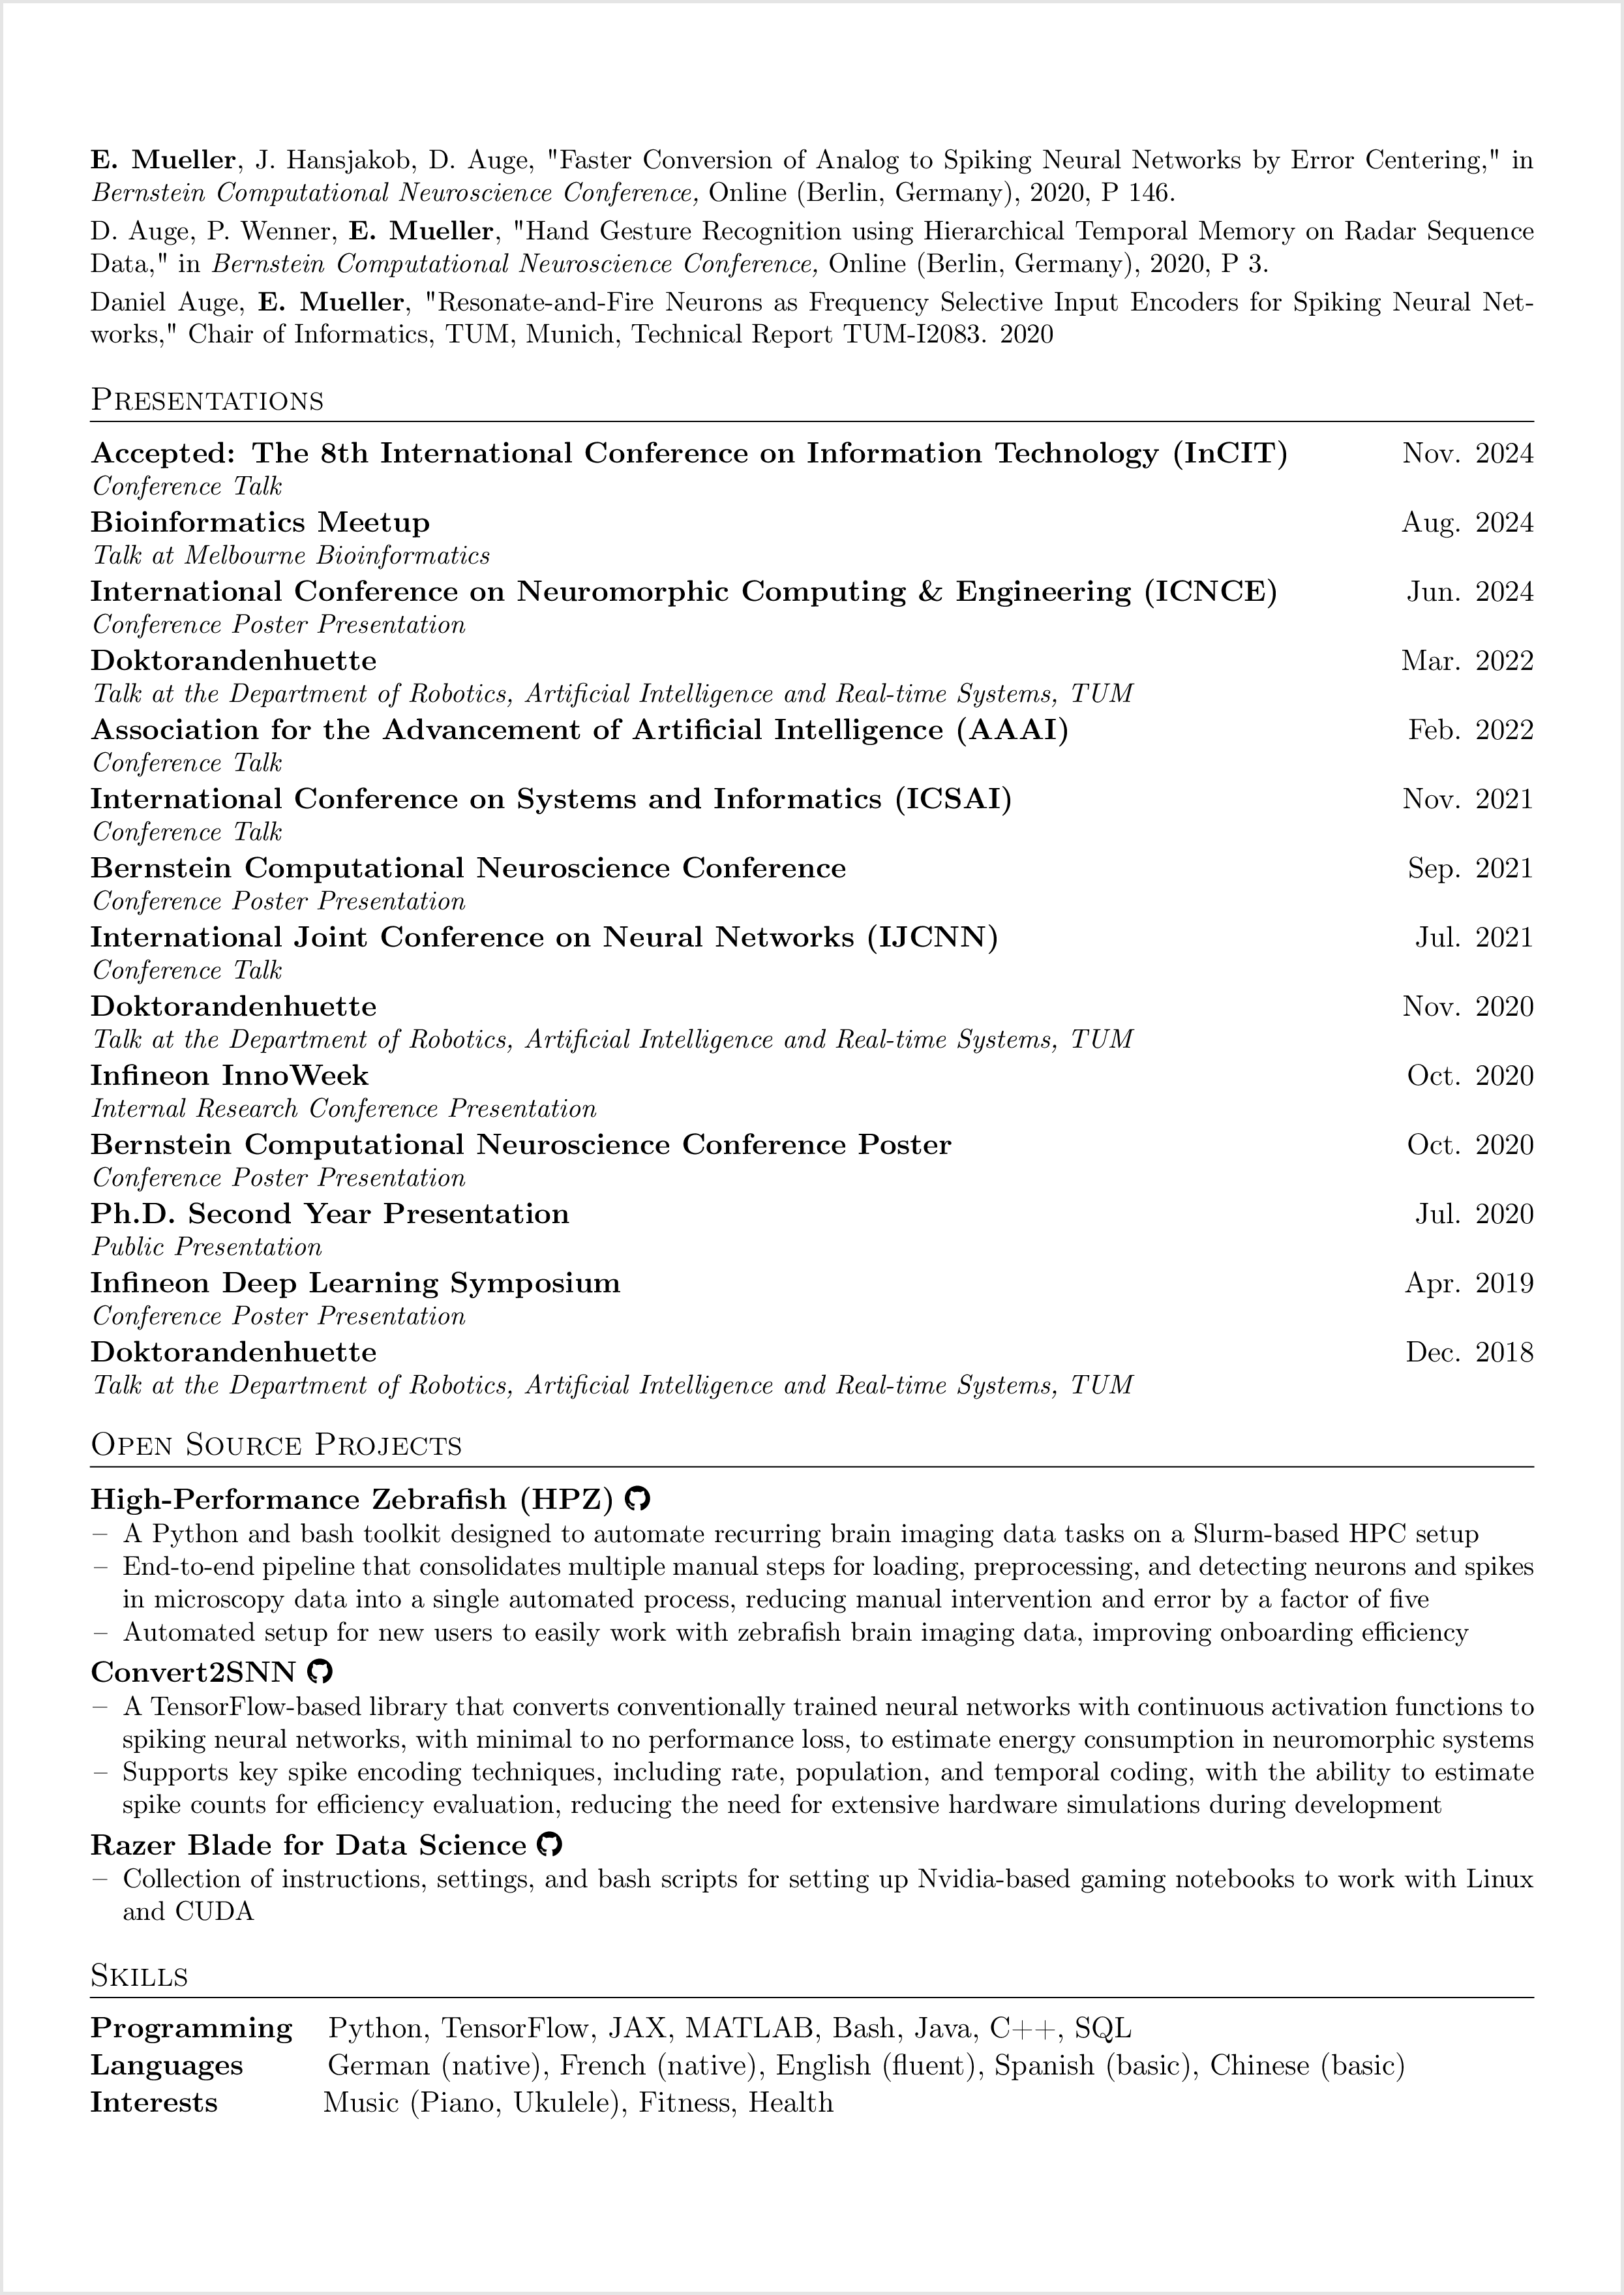 E. Mueller, J. Hansjakob, D. Auge, "Faster Conversion of Analog to Spiking Neural Networks by Error Centering," in
Bernstein Computational Neuroscience Conference, Online (Berlin, Germany), 2020, P 146.
D. Auge, P. Wenner, E. Mueller, "Hand Gesture Recognition using Hierarchical Temporal Memory on Radar Sequence
Data," in Bernstein Computational Neuroscience Conference, Online (Berlin, Germany), 2020, P 3.
Daniel Auge, E. Mueller, "Resonate-and-Fire Neurons as Frequency Selective Input Encoders for Spiking Neural Net-
works," Chair of Informatics, TUM, Munich, Technical Report TUM-I2083. 2020
Presentations
Accepted: The 8th International Conference on Information Technology (InCIT) Nov. 2024
Conference Talk
Bioinformatics Meetup Aug. 2024
Talk at Melbourne Bioinformatics
International Conference on Neuromorphic Computing & Engineering (ICNCE) Jun. 2024
Conference Poster Presentation
Doktorandenhuette Mar. 2022
Talk at the Department of Robotics, Artificial Intelligence and Real-time Systems, TUM
Association for the Advancement of Artificial Intelligence (AAAI) Feb. 2022
Conference Talk
International Conference on Systems and Informatics (ICSAI) Nov. 2021
Conference Talk
Bernstein Computational Neuroscience Conference Sep. 2021
Conference Poster Presentation
International Joint Conference on Neural Networks (IJCNN) Jul. 2021
Conference Talk
Doktorandenhuette Nov. 2020
Talk at the Department of Robotics, Artificial Intelligence and Real-time Systems, TUM
Infineon InnoWeek Oct. 2020
Internal Research Conference Presentation
Bernstein Computational Neuroscience Conference Poster Oct. 2020
Conference Poster Presentation
Ph.D. Second Year Presentation Jul. 2020
Public Presentation
Infineon Deep Learning Symposium Apr. 2019
Conference Poster Presentation
Doktorandenhuette Dec. 2018
Talk at the Department of Robotics, Artificial Intelligence and Real-time Systems, TUM
Open Source Projects
High-Performance Zebrafish (HPZ)
– A Python and bash toolkit designed to automate recurring brain imaging data tasks on a Slurm-based HPC setup
– End-to-end pipeline that consolidates multiple manual steps for loading, preprocessing, and detecting neurons and spikes
in microscopy data into a single automated process, reducing manual intervention and error by a factor of five
– Automated setup for new users to easily work with zebrafish brain imaging data, improving onboarding efficiency
Convert2SNN
– A TensorFlow-based library that converts conventionally trained neural networks with continuous activation functions to
spiking neural networks, with minimal to no performance loss, to estimate energy consumption in neuromorphic systems
– Supports key spike encoding techniques, including rate, population, and temporal coding, with the ability to estimate
spike counts for efficiency evaluation, reducing the need for extensive hardware simulations during development
Razer Blade for Data Science
– Collection of instructions, settings, and bash scripts for setting up Nvidia-based gaming notebooks to work with Linux
and CUDA
Skills
Programming Python, TensorFlow, JAX, MATLAB, Bash, Java, C++, SQL
Languages German (native), French (native), English (fluent), Spanish (basic), Chinese (basic)
Interests Music (Piano, Ukulele), Fitness, Health